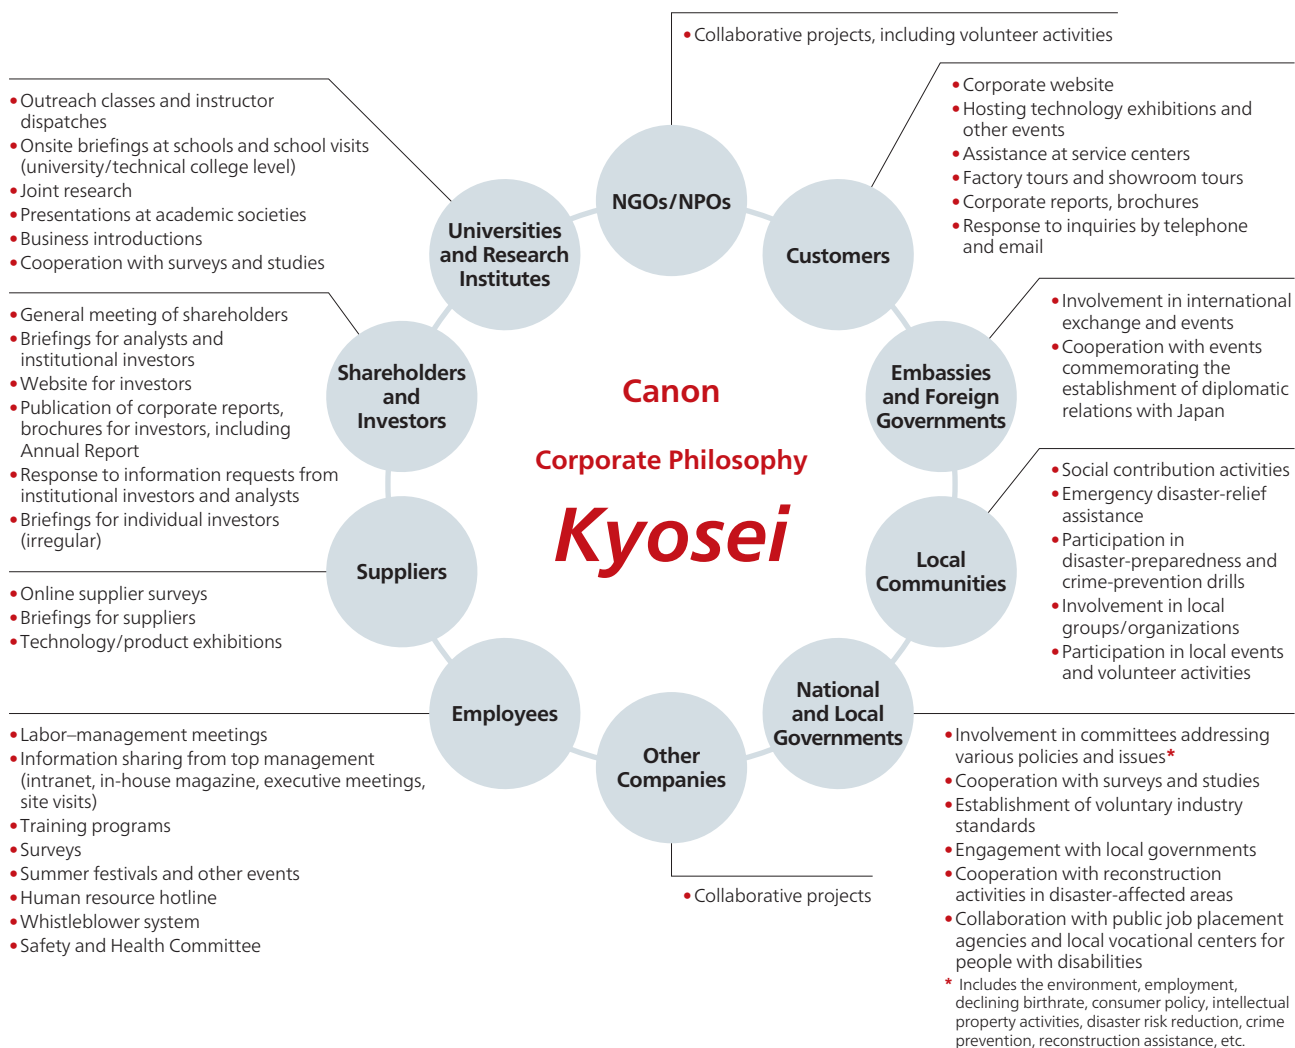 • Collaborative projects, including volunteer activities
NGOs/NPOs
• Corporate website
• Hosting technology exhibitions and
other events
• Assistance at service centers
• Factory tours and showroom tours
• Corporate reports, brochures
• Response to inquiries by telephone
and email
Customers
• Involvement in international
exchange and events
• Cooperation with events
commemorating the
establishment of diplomatic
relations with Japan
Embassies
and Foreign
Governments
• Social contribution activities
• Emergency disaster-relief
assistance
• Participation in
disaster-preparedness and
crime-prevention drills
• Involvement in local
groups/organizations
• Participation in local events
and volunteer activities
Local
Communities
National
and Local
Governments
• Involvement in committees addressing
various policies and issues*
• Cooperation with surveys and studies
• Establishment of voluntary industry
standards
• Engagement with local governments
• Cooperation with reconstruction
activities in disaster-affected areas
• Collaboration with public job placement
agencies and local vocational centers for
people with disabilities
* Includes the environment, employment,
declining birthrate, consumer policy, intellectual
property activities, disaster risk reduction, crime
prevention, reconstruction assistance, etc.
Other
Companies
• Collaborative projects
Employees
• Labor–management meetings
• Information sharing from top management
(intranet, in-house magazine, executive meetings,
site visits)
• Training programs
• Surveys
• Summer festivals and other events
• Human resource hotline
• Whistleblower system
• Safety and Health Committee
Suppliers
• Online supplier surveys
• Briefings for suppliers
• Technology/product exhibitions
Shareholders
and
Investors
• General meeting of shareholders
• Briefings for analysts and
institutional investors
• Website for investors
• Publication of corporate reports,
brochures for investors, including
Annual Report
• Response to information requests from
institutional investors and analysts
• Briefings for individual investors
(irregular)
Universities
and Research
Institutes
• Outreach classes and instructor
dispatches
• Onsite briefings at schools and school visits
(university/technical college level)
• Joint research
• Presentations at academic societies
• Business introductions
• Cooperation with surveys and studies
Canon
Corporate Philosophy
Kyosei